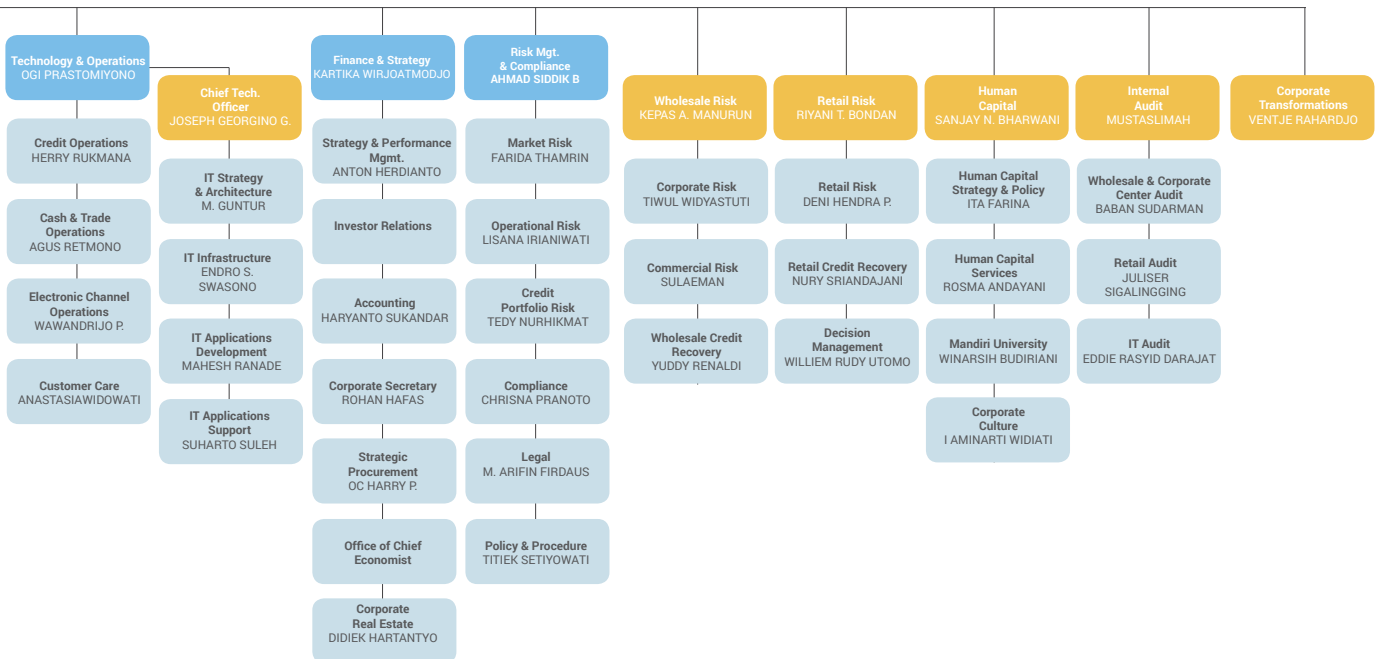 Technology & Operations
OGI PRASTOMIYONO
Credit Operations
HERRY RUKMANA
Cash & Trade
Operations
AGUS RETMONO
Electronic Channel
Operations
WAWANDRIJO P.
Customer Care
ANASTASIAWIDOWATI
Chief Tech.
Officer
JOSEPH GEORGINO G.
IT Strategy
& Architecture
M. GUNTUR
IT Infrastructure
ENDRO S.
SWASONO
IT Applications
Development
MAHESH RANADE
IT Applications
Support
SUHARTO SULEH
Finance & Strategy
KARTIKA WIRJOATMODJO
Strategy & Performance
Mgmt.
ANTON HERDIANTO
Investor Relations
Accounting
HARYANTO SUKANDAR
Corporate Secretary
ROHAN HAFAS
Strategic
Procurement
OC HARRY P.
Office of Chief
Economist
Corporate
Real Estate
DIDIEK HARTANTYO
Risk Mgt.
& Compliance
AHMAD SIDDIK B
Market Risk
FARIDA THAMRIN
Operational Risk
LISANA IRIANIWATI
Credit
Portfolio Risk
TEDY NURHIKMAT
Compliance
CHRISNA PRANOTO
Legal
M. ARIFIN FIRDAUS
Policy & Procedure
TITIEK SETIYOWATI
Wholesale Risk
KEPAS A. MANURUN
Corporate Risk
TIWUL WIDYASTUTI
Commercial Risk
SULAEMAN
Wholesale Credit
Recovery
YUDDY RENALDI
Retail Risk
RIYANI T. BONDAN
Retail Risk
DENI HENDRA P.
Retail Credit Recovery
NURY SRIANDAJANI
Decision
Management
WILLIEM RUDY UTOMO
Human
Capital
SANJAY N. BHARWANI
Human Capital
Strategy & Policy
ITA FARINA
Human Capital
Services
ROSMA ANDAYANI
Mandiri University
WINARSIH BUDIRIANI
Corporate
Culture
I AMINARTI WIDIATI
Internal
Audit
MUSTASLIMAH
Wholesale & Corporate
Center Audit
BABAN SUDARMAN
Retail Audit
JULISER
SIGALINGGING
IT Audit
EDDIE RASYID DARAJAT
Corporate
Transformations
VENTJE RAHARDJO